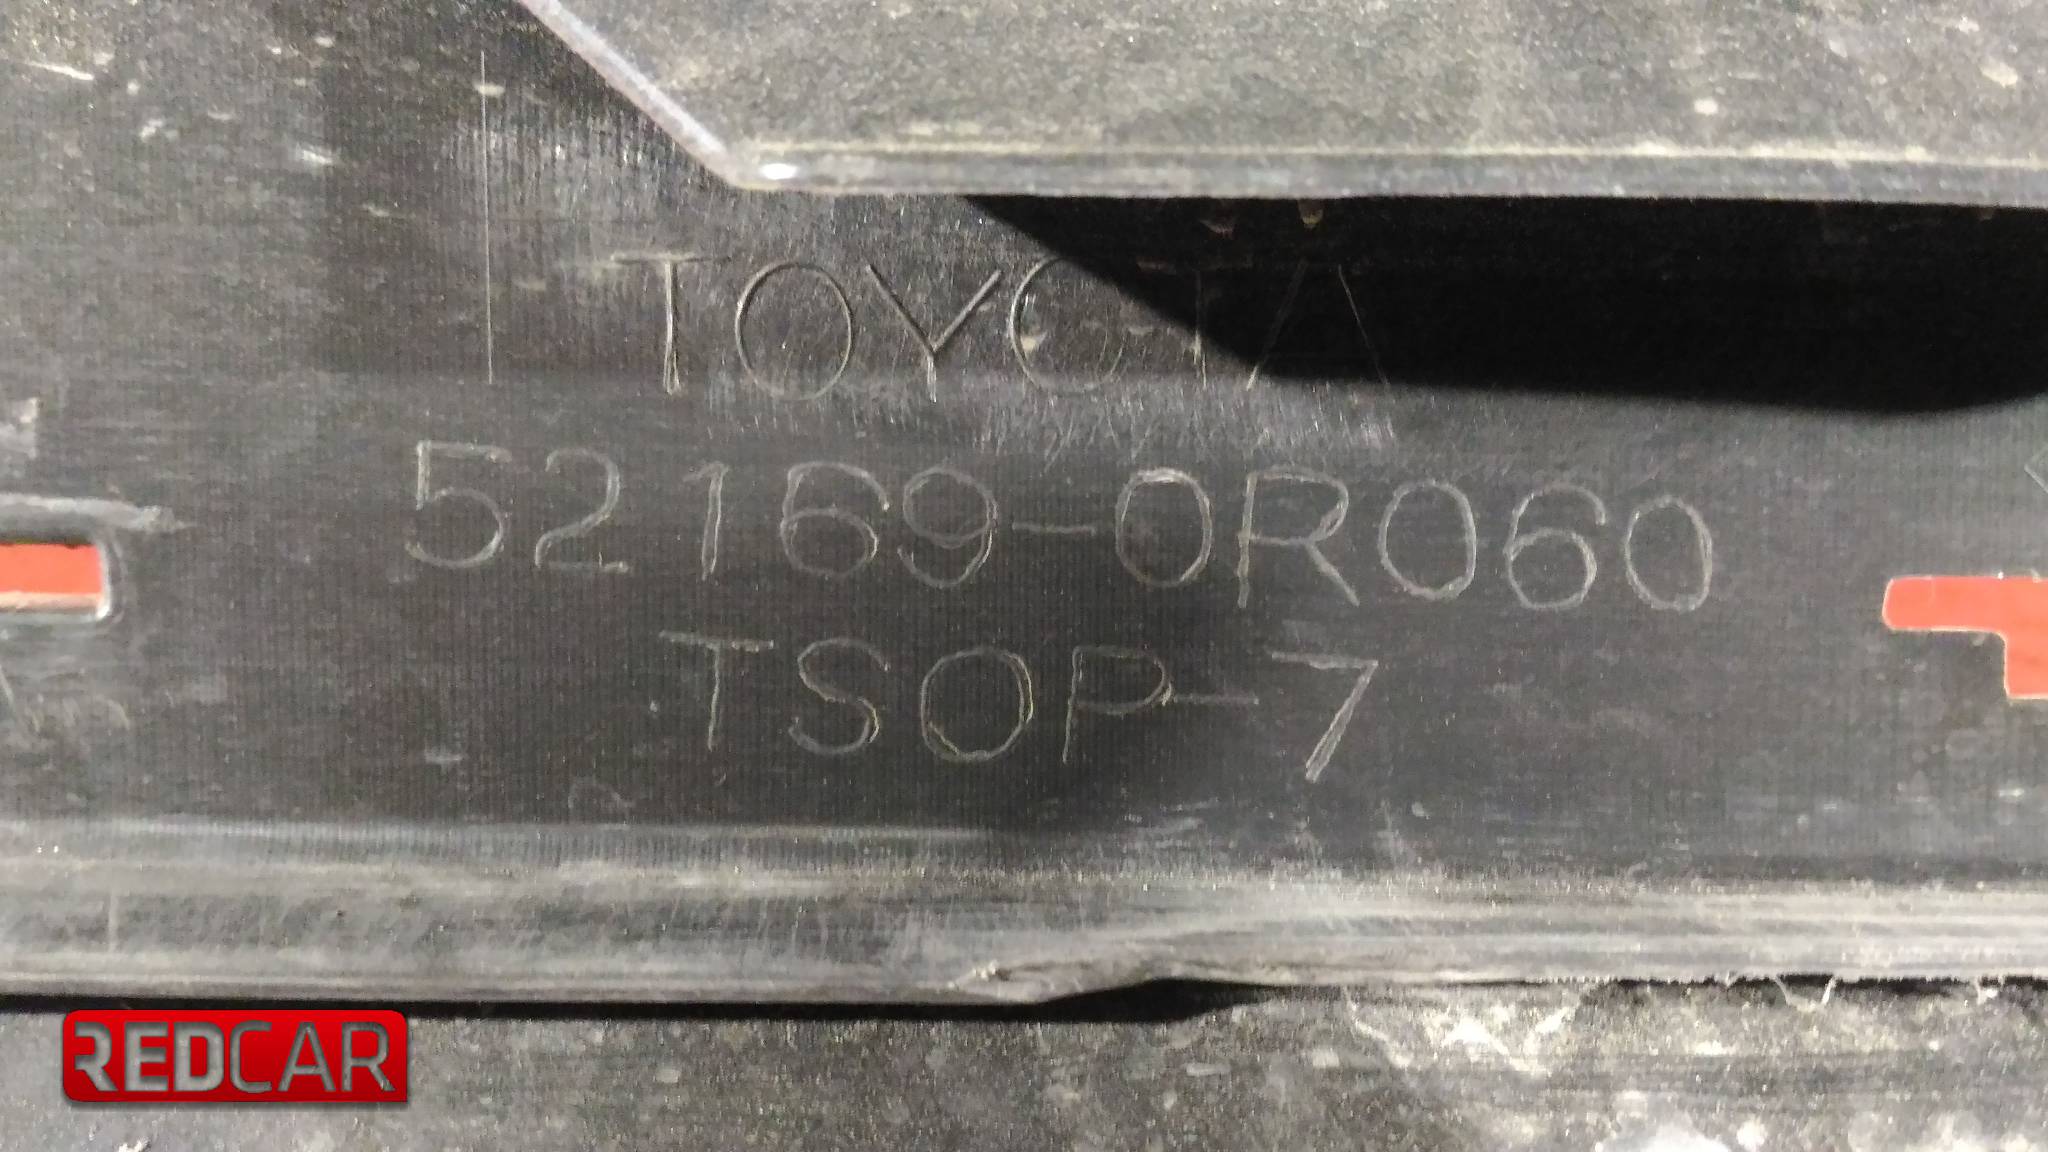 TOYOTA
52169-0R060
TSOP-7
REDCAR